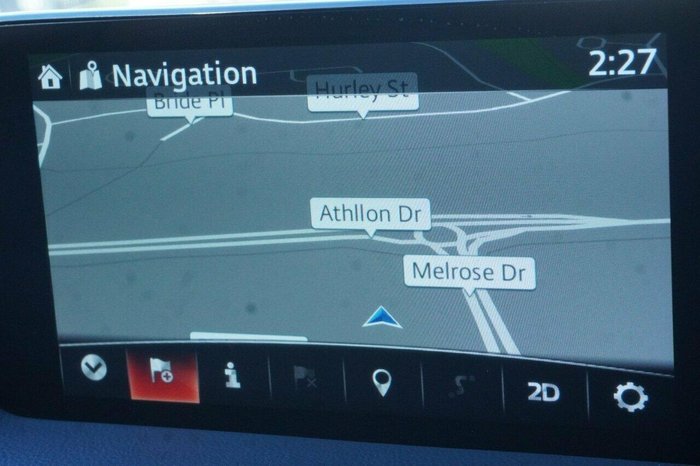 Navigation
2:27
Bride Pl
Hurley St
Athllon Dr
Melrose Dr
2D